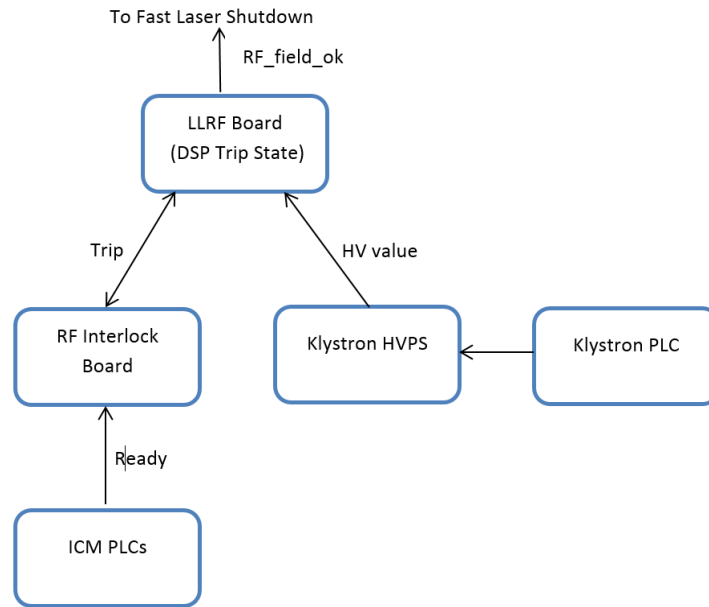 To Fast Laser Shutdown
RF_field_ok
LLRF Board
(DSP Trip State)
Trip
HV value
RF Interlock
Board
Klystron HVPS
Klystron PLC
Ready
ICM PLCs